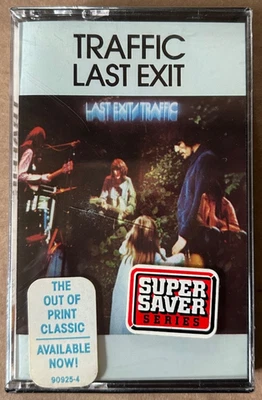 TRAFFIC
LAST EXIT
LAST EXIT/TRAFFIC
THE
OUT OF
PRINT
CLASSIC
AVAILABLE
NOW!
90925-4
SUPER
SAVER
SERIES